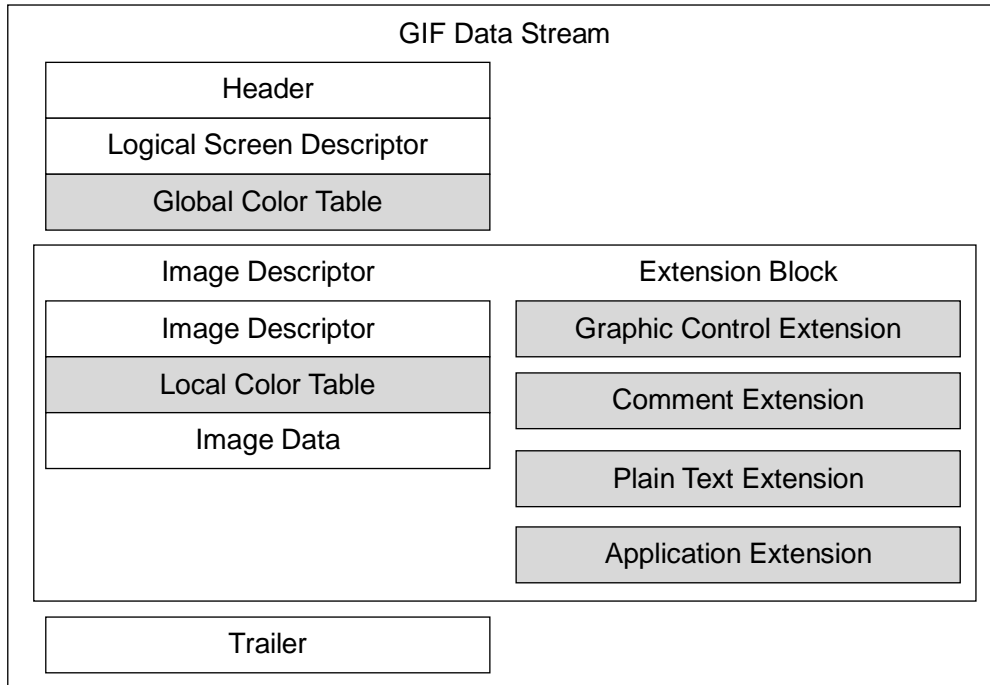 GIF Data Stream
Header
Logical Screen Descriptor
Global Color Table
Image Descriptor
Image Descriptor
Local Color Table
Image Data
Extension Block
Graphic Control Extension
Comment Extension
Plain Text Extension
Application Extension
Trailer